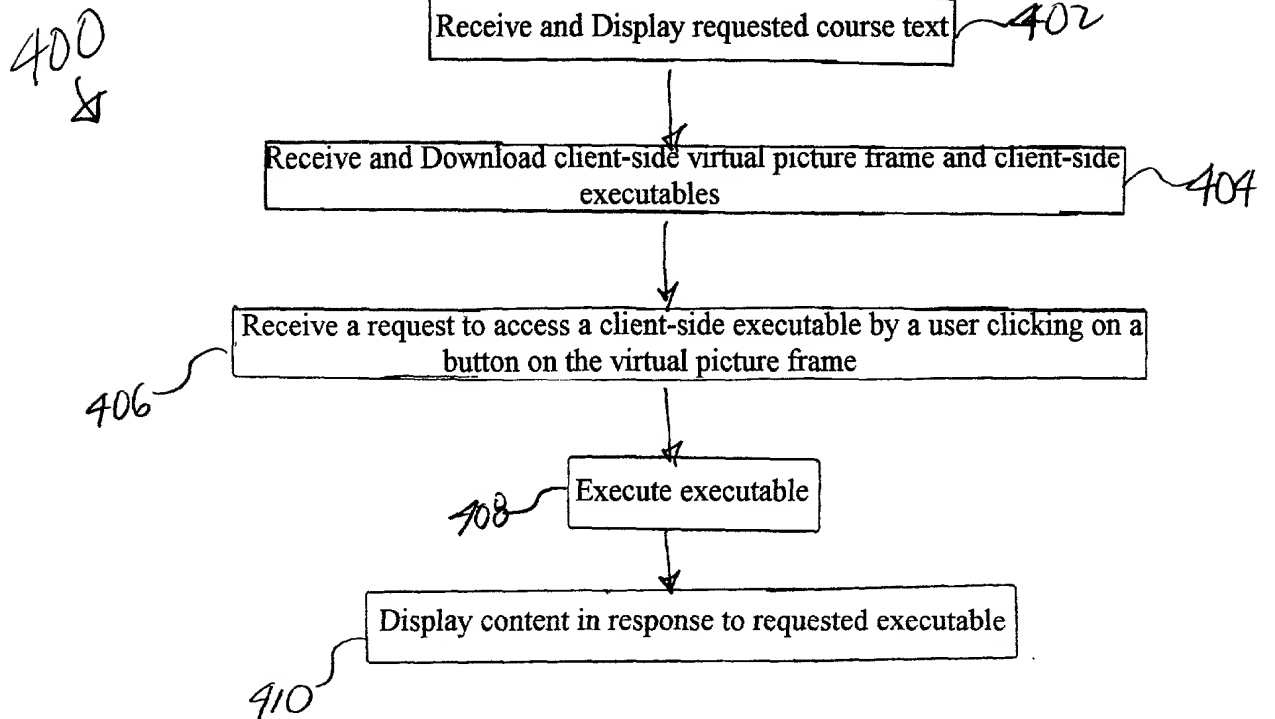 400
Receive and Display requested course text
402
Receive and Download client-side virtual picture frame and client-side
executables
404
Receive a request to access a client-side executable by a user clicking on a
button on the virtual picture frame
406
Execute executable
408
Display content in response to requested executable
410